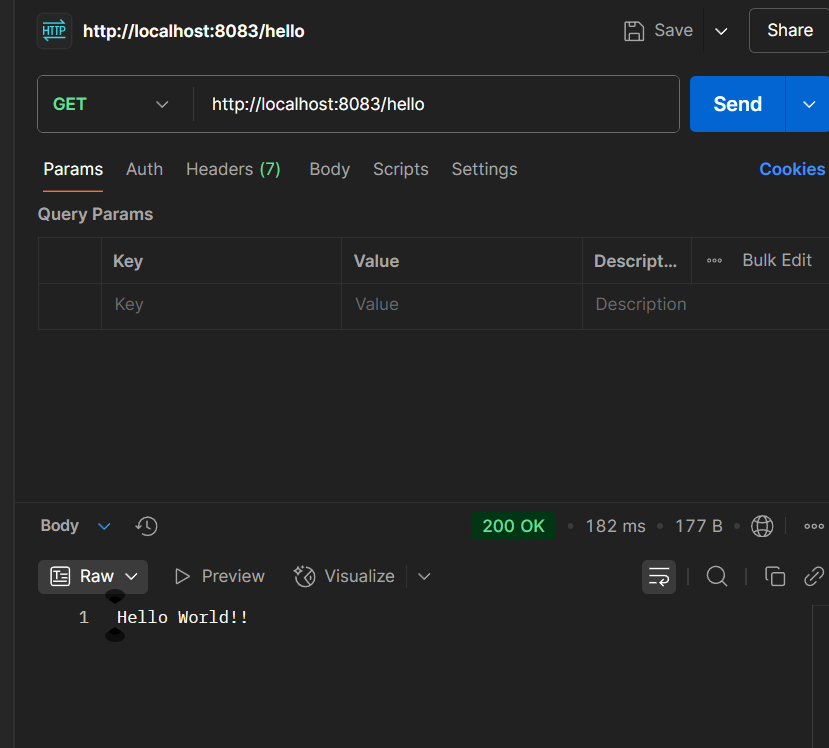 HTTP http://localhost:8083/hello Save Share
GET http://localhost:8083/hello Send
Params Auth Headers (7) Body Scripts Settings Cookies
Query Params
Key Value Descript... Bulk Edit
Key Value Description
Body 200 OK • 182 ms • 177 B •
Raw Preview Visualize
1 Hello World!!